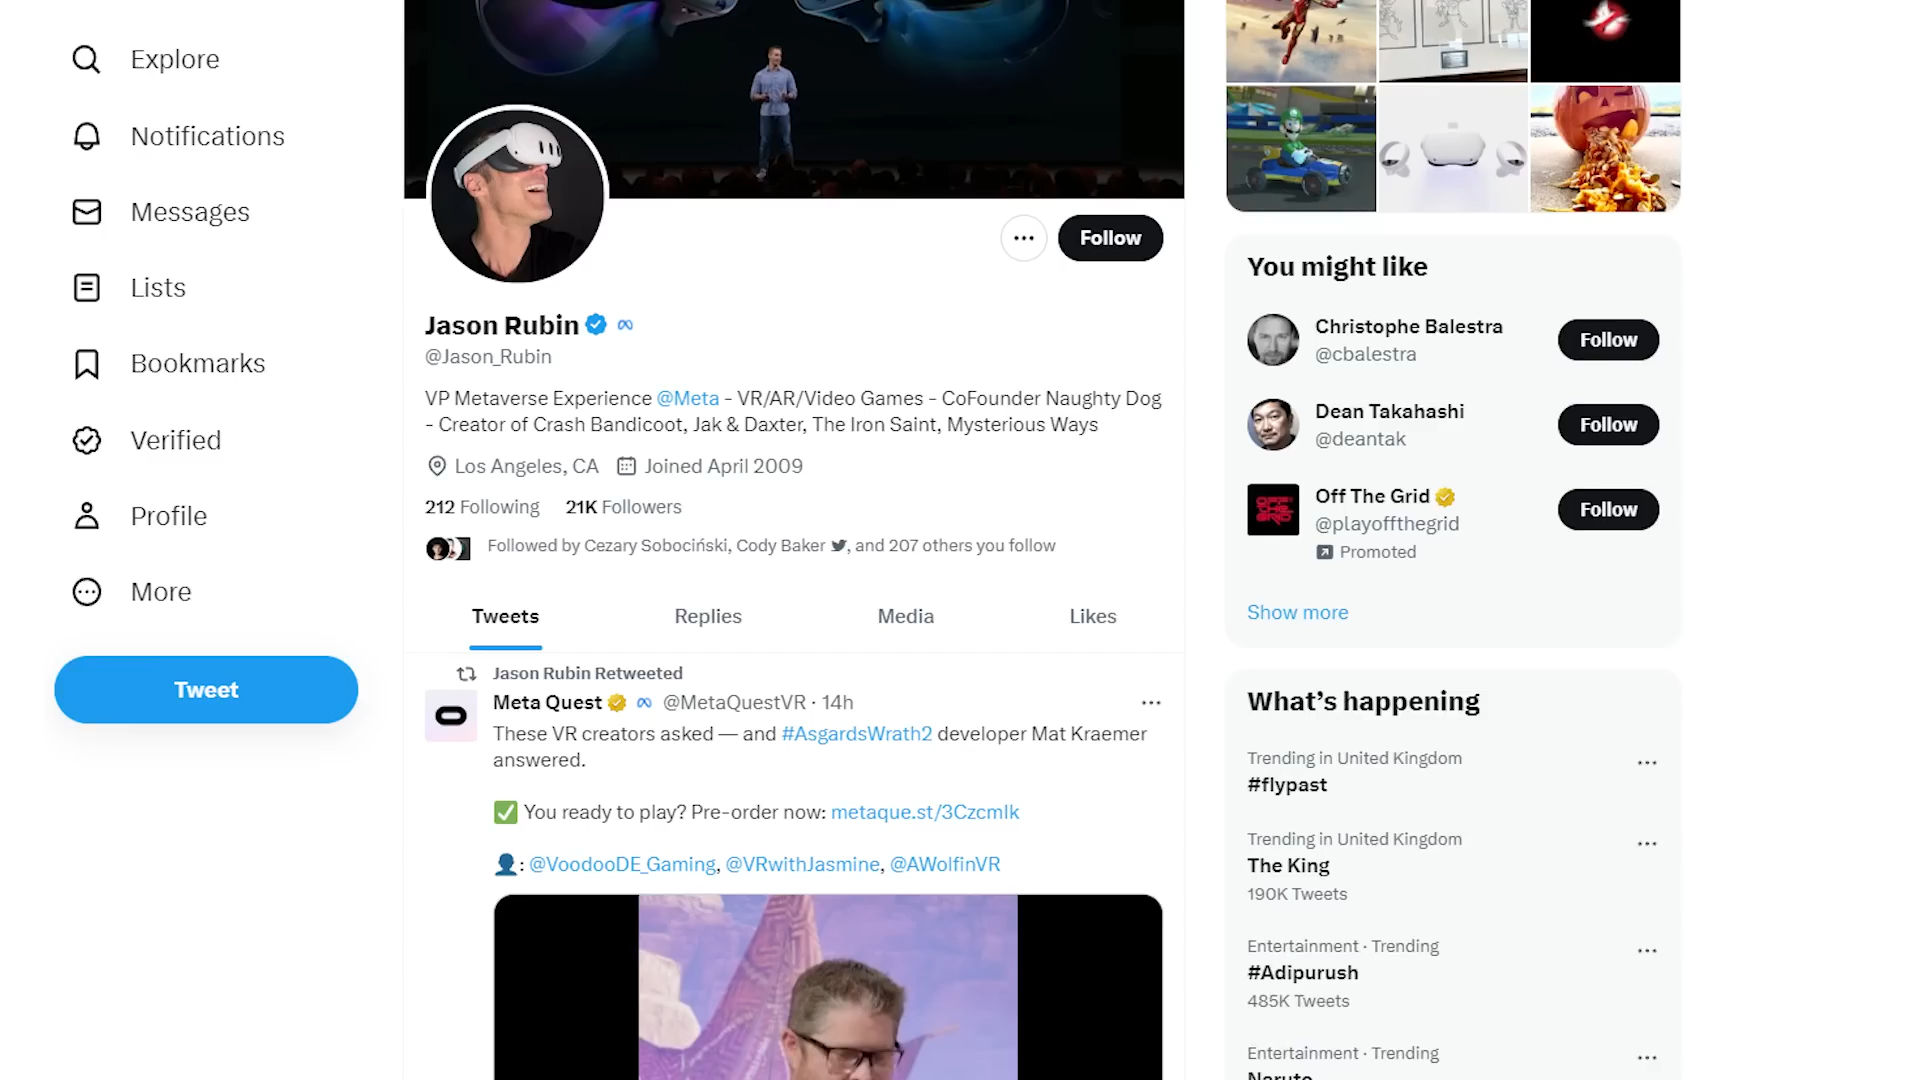 Explore
Notifications
Messages
Lists
Bookmarks
Verified
Profile
More
Tweet
Follow
Jason Rubin
@Jason_Rubin
VP Metaverse Experience @Meta - VR/AR/Video Games - CoFounder Naughty Dog
- Creator of Crash Bandicoot, Jak & Daxter, The Iron Saint, Mysterious Ways
Los Angeles, CA Joined April 2009
212 Following 21K Followers
Followed by Cezary Sobociński, Cody Baker, and 207 others you follow
Tweets Replies Media Likes
Jason Rubin Retweeted
Meta Quest @MetaQuestVR · 14h
These VR creators asked — and #AsgardsWrath2 developer Mat Kraemer
answered.
✅ You ready to play? Pre-order now: metaque.st/3Czcmlk
👤: @VoodooDE_Gaming, @VRwithJasmine, @AWolfinVR
You might like
Christophe Balestra
@cbalestra
Follow
Dean Takahashi
@deantak
Follow
OFF
THE
GRID
Off The Grid
@playoffthegrid
Promoted
Follow
Show more
What's happening
Trending in United Kingdom
#flypast
Trending in United Kingdom
The King
190K Tweets
Entertainment · Trending
#Adipurush
485K Tweets
Entertainment · Trending
Naruto